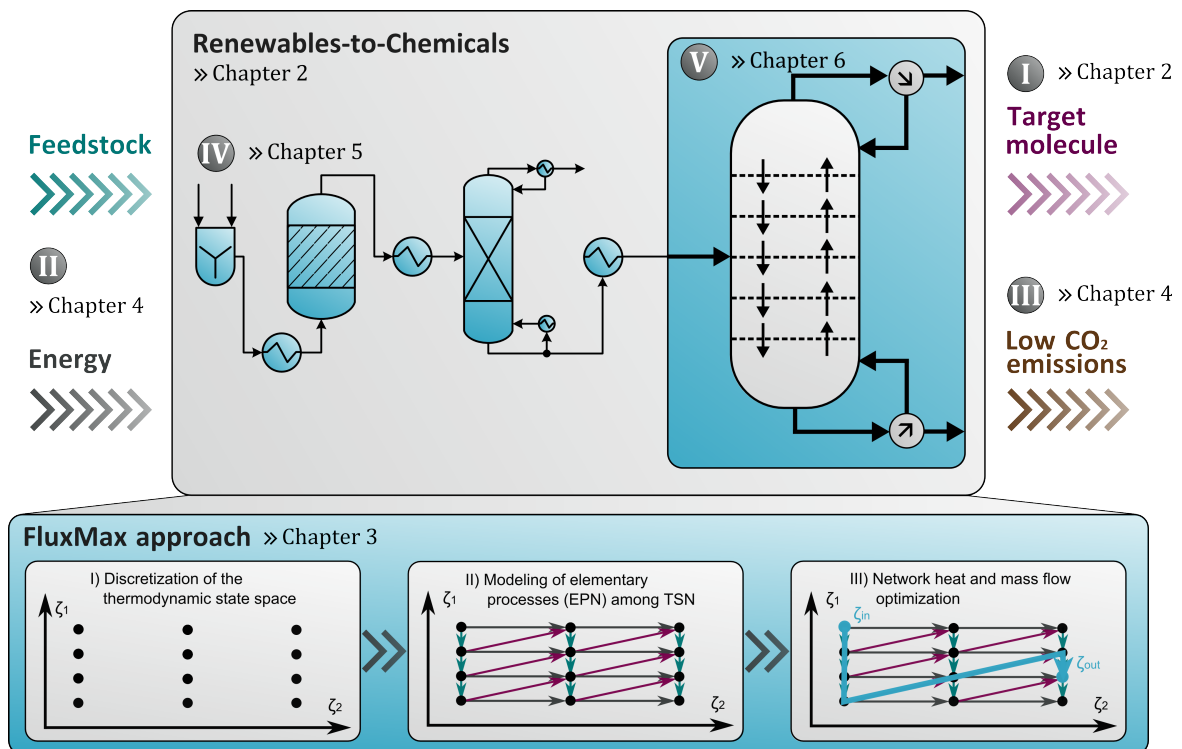 Renewables-to-Chemicals
» Chapter 2
V » Chapter 6
I » Chapter 2
Target
molecule
Feedstock
IV » Chapter 5
II
» Chapter 4
Energy
III » Chapter 4
Low CO₂
emissions
FluxMax approach » Chapter 3
I) Discretization of the
thermodynamic state space
ζ1
ζ2
II) Modeling of elementary
processes (EPN) among TSN
ζ1
ζ2
III) Network heat and mass flow
optimization
ζ1
ζin
ζout
ζ2